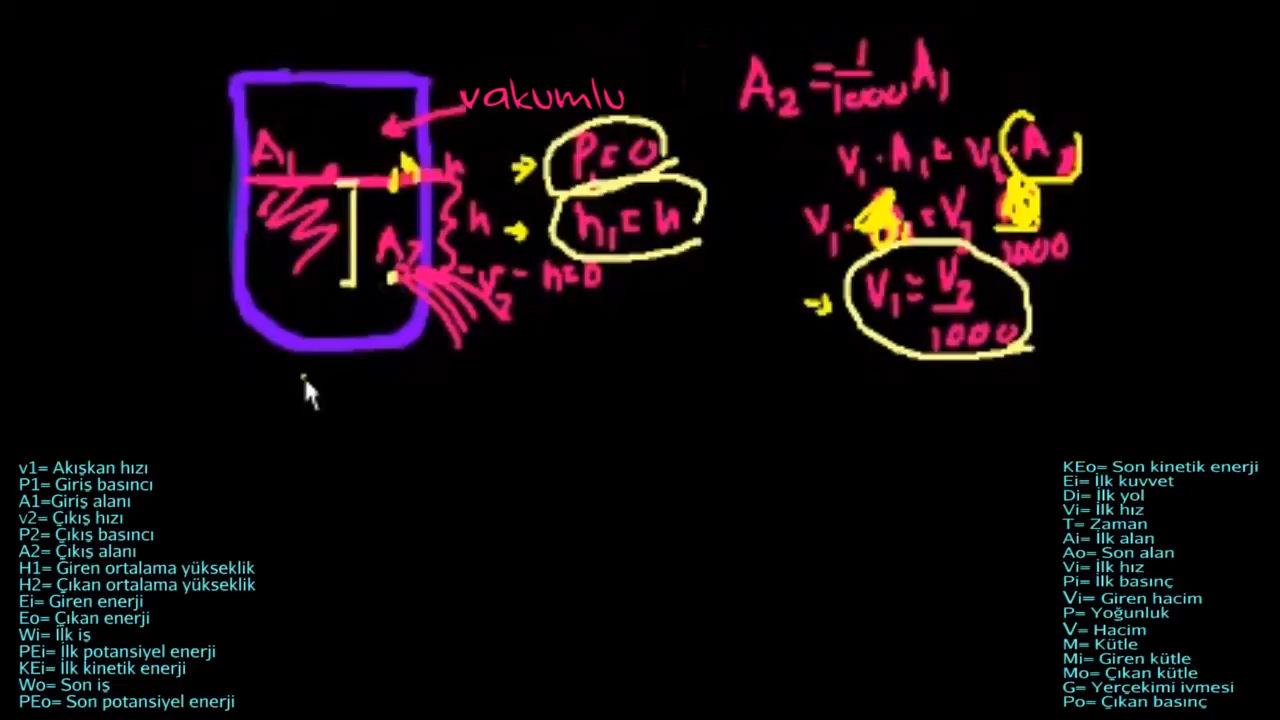 vakumlu
A₂ = 1/1000 A₁
A₁
P₁ = 0
V₁ · A₁ = V₂ ·
h
h₁ = h
V₁ ·
1000
A₂
h = 0
V₁ = V₂/1000
v1= Akışkan hızı
P1= Giriş basıncı
A1=Giriş alanı
v2= Çıkış hızı
P2= Çıkış basıncı
A2= Çıkış alanı
H1= Giren ortalama yükseklik
H2= Çıkan ortalama yükseklik
Ei= Giren enerji
Eo= Çıkan enerji
Wi= İlk iş
PEi= İlk potansiyel enerji
KEi= İlk kinetik enerji
Wo= Son iş
PEo= Son potansiyel enerji
KEo= Son kinetik enerji
Ei= İlk kuvvet
Di= İlk yol
Vi= İlk hız
T= Zaman
Ai= İlk alan
Ao= Son alan
Vi= İlk hız
Pi= İlk basınç
Vi= Giren hacim
P= Yoğunluk
V= Hacim
M= Kütle
Mi= Giren kütle
Mo= Çıkan kütle
G= Yerçekimi ivmesi
Po= Çıkan basınç